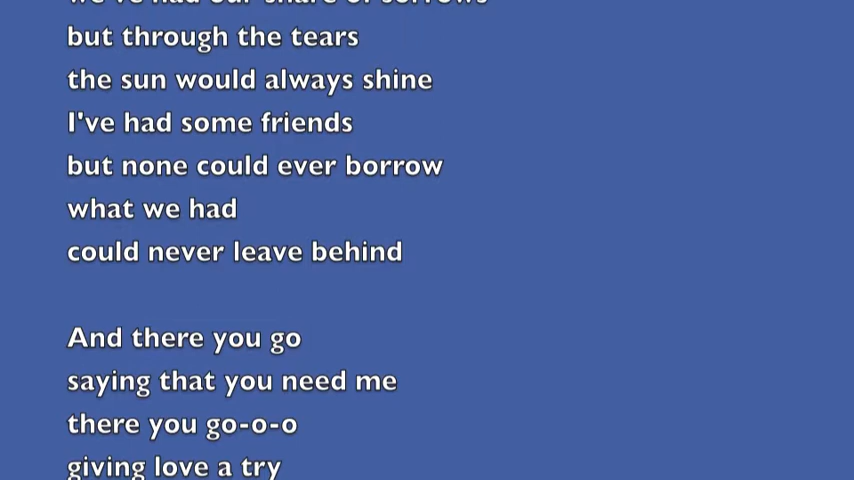 we've had our share of sorrows
but through the tears
the sun would always shine
I've had some friends
but none could ever borrow
what we had
could never leave behind
And there you go
saying that you need me
there you go-o-o
giving love a try